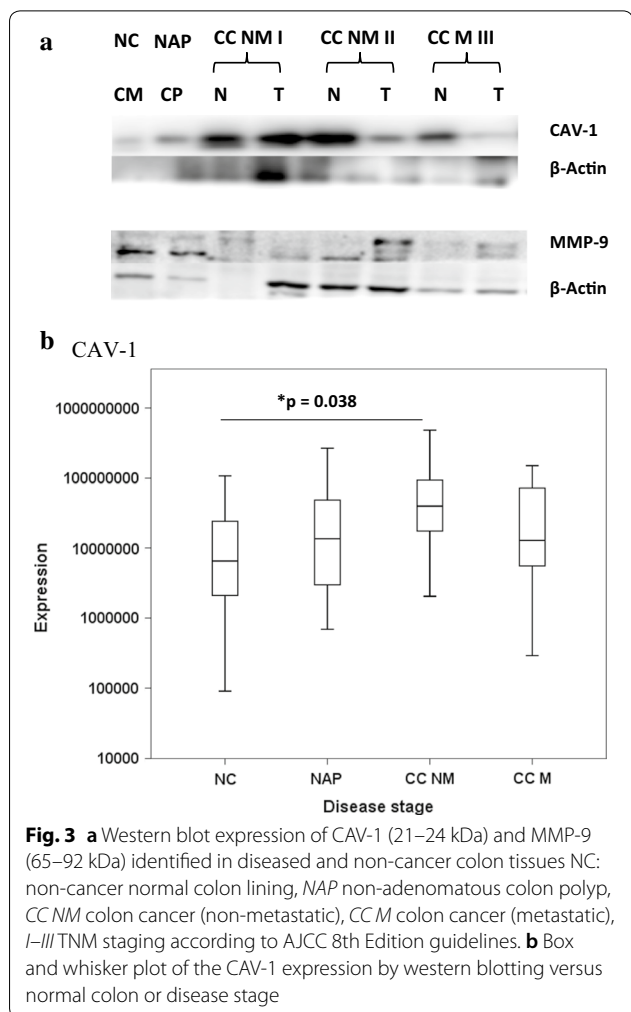 a
NC NAP CC NM I CC NM II CC M III
CM CP N T N T N T
CAV-1
β-Actin
MMP-9
β-Actin
b CAV-1
*p = 0.038
1000000000
100000000
10000000
1000000
100000
10000
Expression
NC NAP CC NM CC M
Disease stage
Fig. 3 a Western blot expression of CAV-1 (21–24 kDa) and MMP-9
(65–92 kDa) identified in diseased and non-cancer colon tissues NC:
non-cancer normal colon lining, NAP non-adenomatous colon polyp,
CC NM colon cancer (non-metastatic), CC M colon cancer (metastatic),
I–III TNM staging according to AJCC 8th Edition guidelines. b Box
and whisker plot of the CAV-1 expression by western blotting versus
normal colon or disease stage